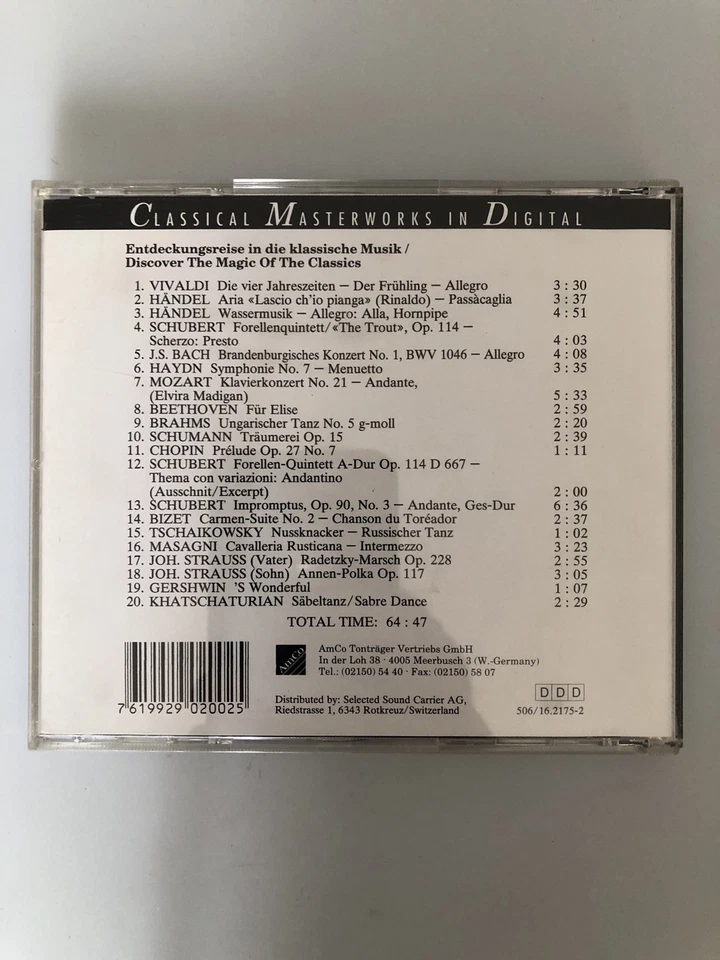 CLASSICAL MASTERWORKS IN DIGITAL
Entdeckungsreise in die klassische Musik /
Discover The Magic Of The Classics
1. VIVALDI Die vier Jahreszeiten – Der Frühling – Allegro 3 : 30
2. HÄNDEL Aria «Lascio ch'io pianga» (Rinaldo) – Passàcaglia 3 : 37
3. HÄNDEL Wassermusik – Allegro: Alla, Hornpipe 4 : 51
4. SCHUBERT Forellenquintett/«The Trout», Op. 114 –
Scherzo: Presto 4 : 03
5. J.S. BACH Brandenburgisches Konzert No. 1, BWV 1046 – Allegro 4 : 08
6. HAYDN Symphonie No. 7 – Menuetto 3 : 35
7. MOZART Klavierkonzert No. 21 – Andante,
(Elvira Madigan) 5 : 33
8. BEETHOVEN Für Elise 2 : 59
9. BRAHMS Ungarischer Tanz No. 5 g-moll 2 : 20
10. SCHUMANN Träumerei Op. 15 2 : 39
11. CHOPIN Prélude Op. 27 No. 7 1 : 11
12. SCHUBERT Forellen-Quintett A-Dur Op. 114 D 667 –
Thema con variazioni: Andantino
(Ausschnitt/Excerpt) 2 : 00
13. SCHUBERT Impromptus, Op. 90, No. 3 – Andante, Ges-Dur 6 : 36
14. BIZET Carmen-Suite No. 2 – Chanson du Toréador 2 : 37
15. TSCHAIKOWSKY Nussknacker – Russischer Tanz 1 : 02
16. MASAGNI Cavalleria Rusticana – Intermezzo 3 : 23
17. JOH. STRAUSS (Vater) Radetzky-Marsch Op. 228 2 : 55
18. JOH. STRAUSS (Sohn) Annen-Polka Op. 117 3 : 05
19. GERSHWIN 'S Wonderful 1 : 07
20. KHATSCHATURIAN Säbeltanz/Sabre Dance 2 : 29
TOTAL TIME: 64 : 47
AmCo
AmCo Tonträger Vertriebs GmbH
In der Loh 38 · 4005 Meerbusch 3 (W.-Germany)
Tel.: (02150) 54 40 · Fax: (02150) 58 07
Distributed by: Selected Sound Carrier AG,
Riedstrasse 1, 6343 Rotkreuz/Switzerland
7 619929 020025
DDD
506/16.2175-2